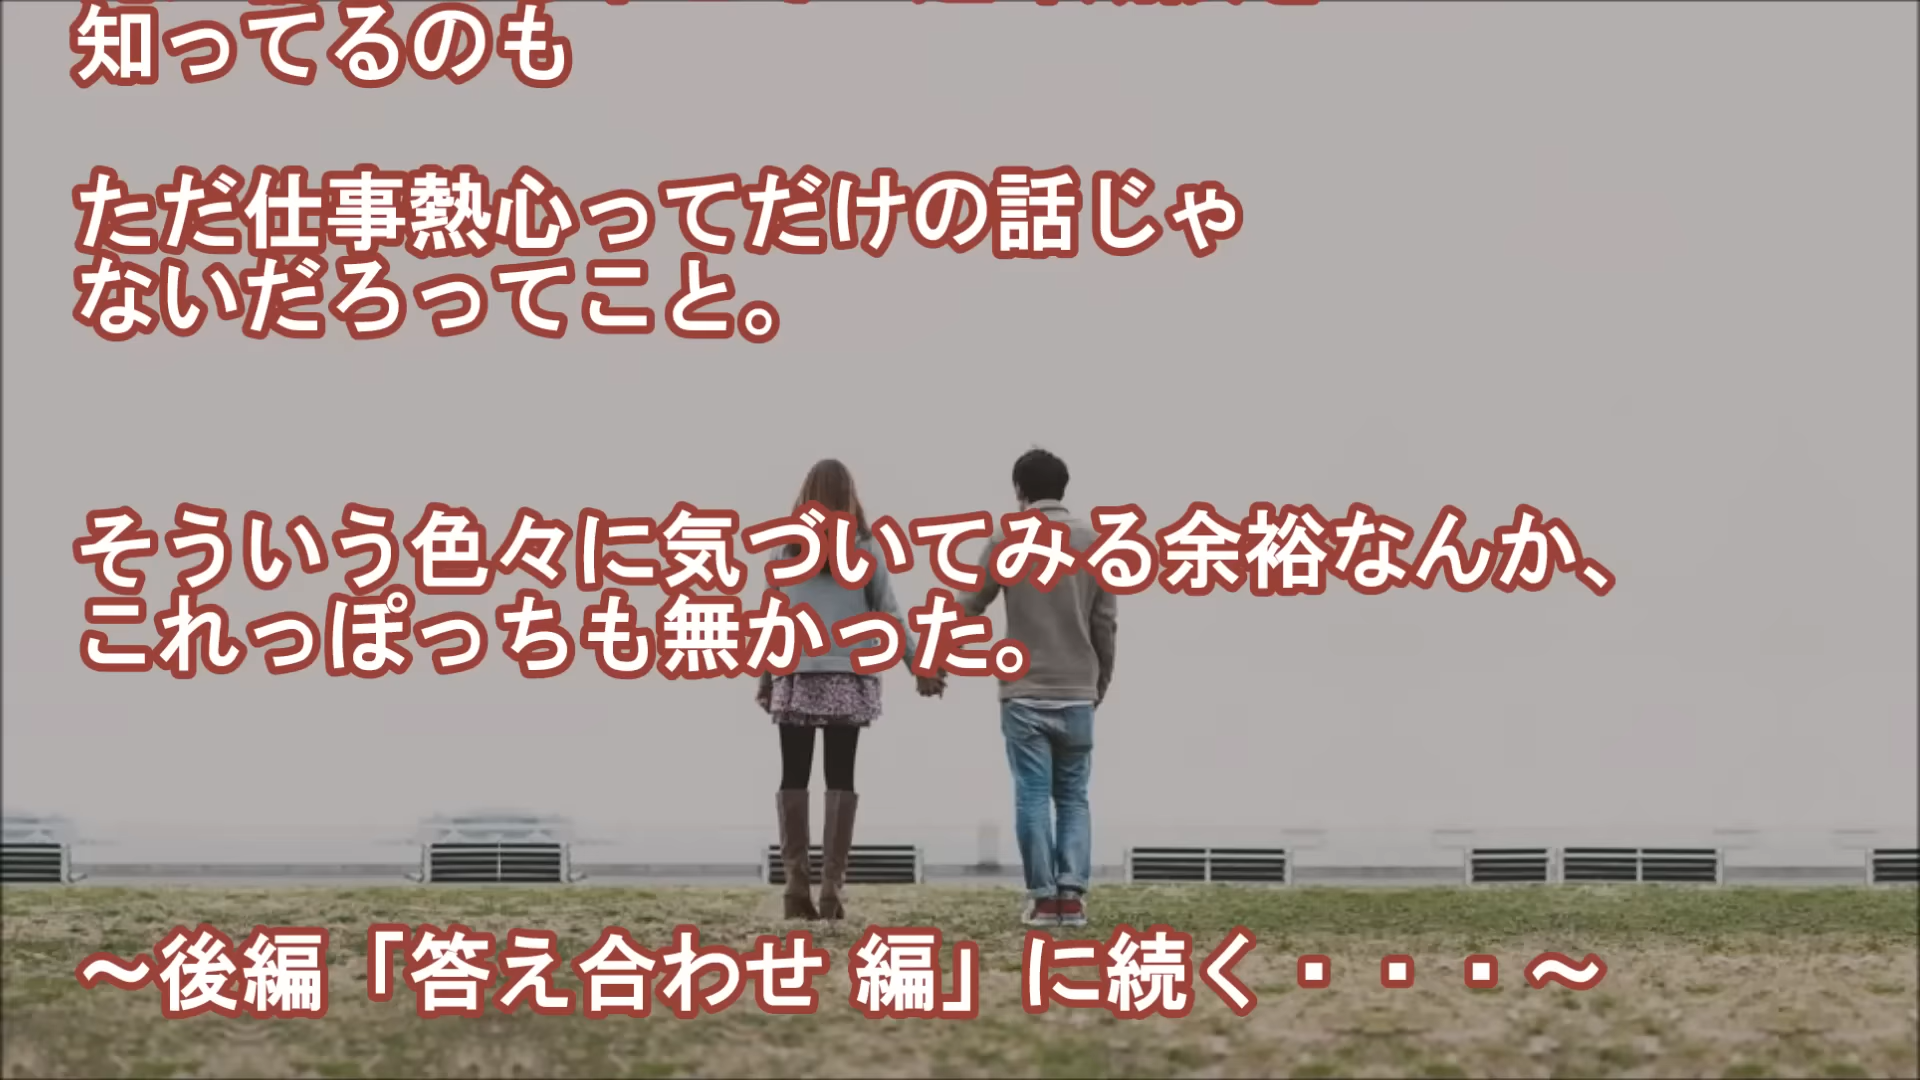 知ってるのも
ただ仕事熱心ってだけの話じゃ
ないだろってこと。
そういう色々に気づいてみる余裕なんか、
これっぽっちも無かった。
～後編「答え合わせ 編」に続く・・・～